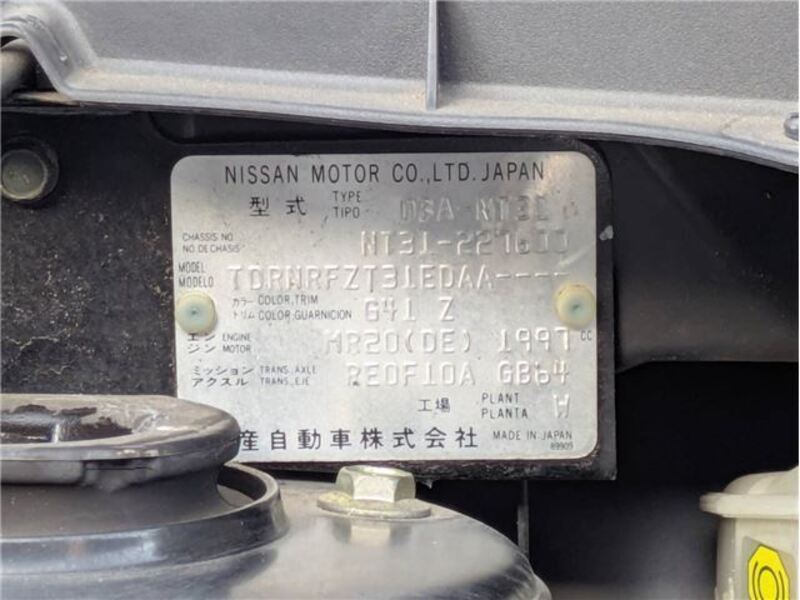 NISSAN MOTOR CO.,LTD. JAPAN
型式 TYPE TIPO DBA-NT31
CHASSIS NO. NO. DE CHASIS NT31-227600
MODEL MODELO TDRNRFZT31EDAA----
カラー COLOR,TRIM
トリム COLOR GUARNICION G41 Z
エンジン ENGINE MOTOR MR20(DE) 1997 CC
ミッション TRANS. AXLE
アクスル TRANS. EJE RE0F10A GB64
工場 PLANT PLANTA W
産自動車株式会社 MADE IN JAPAN
89909